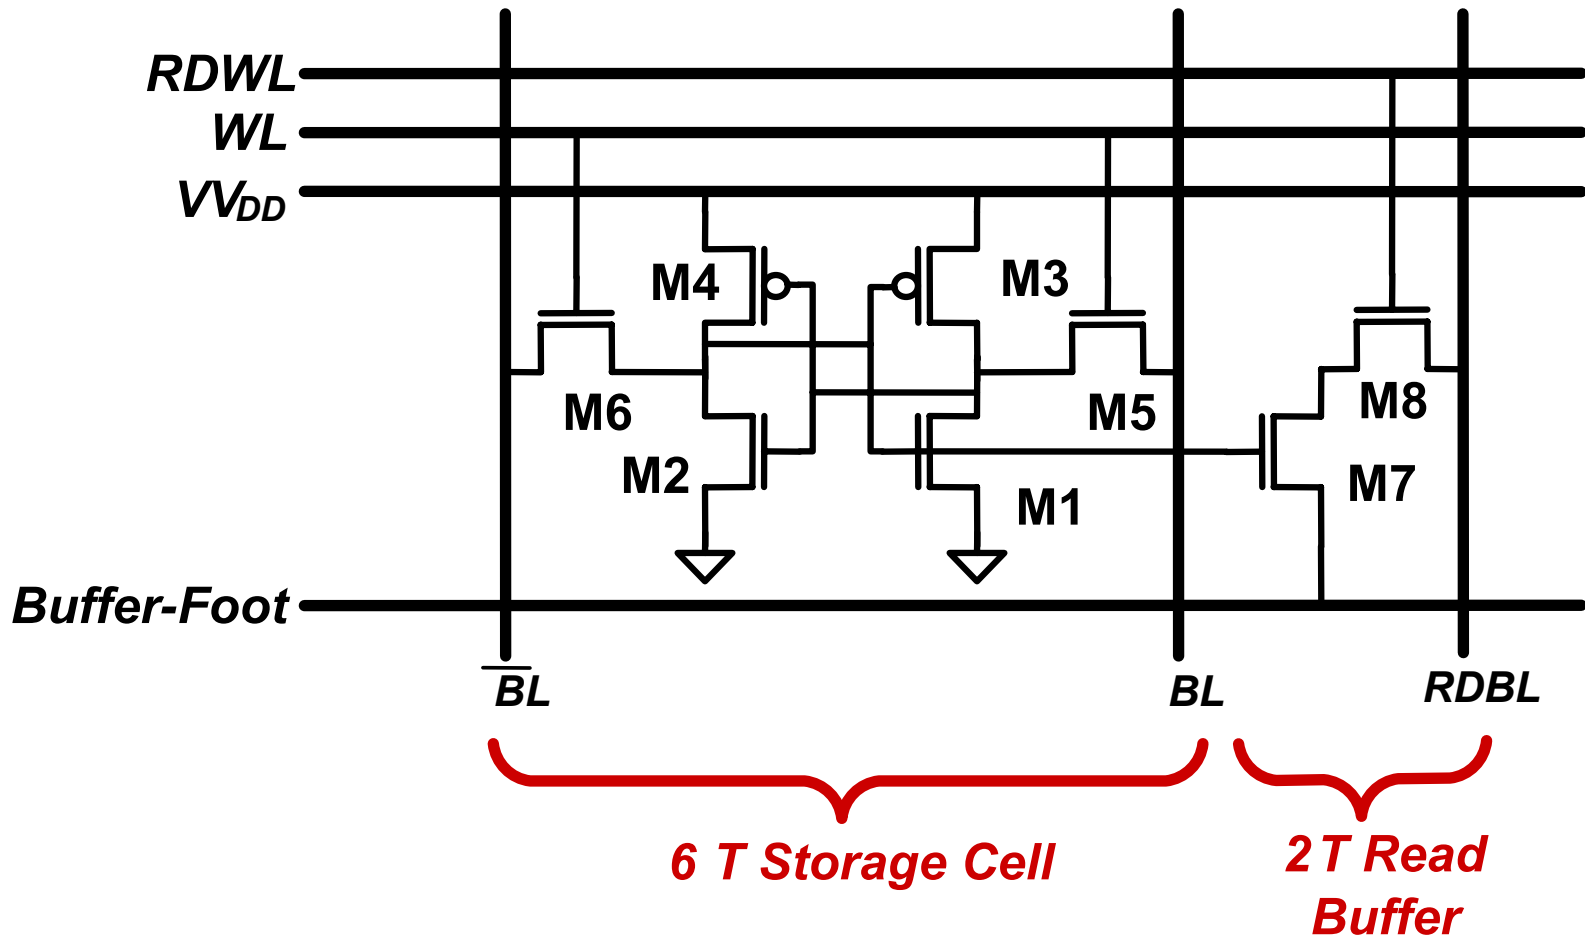 RDWL
WL
VVDD
M4
M3
M6
M5
M8
M2
M7
M1
Buffer-Foot
B̅L
BL
RDBL
6 T Storage Cell
2 T Read
Buffer